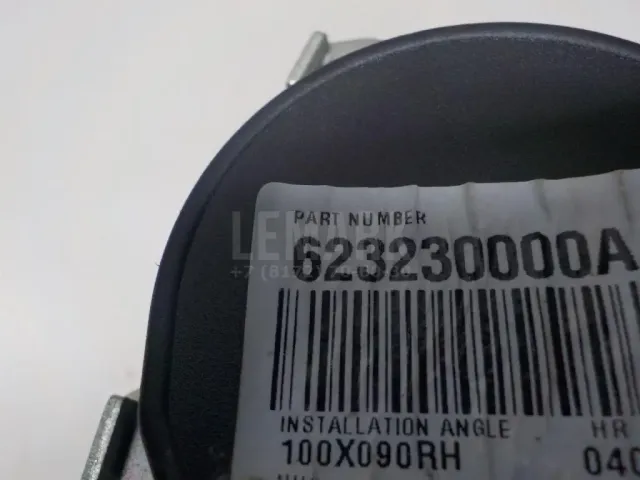 PART NUMBER
623230000A
INSTALLATION ANGLE HR
100X090RH 040